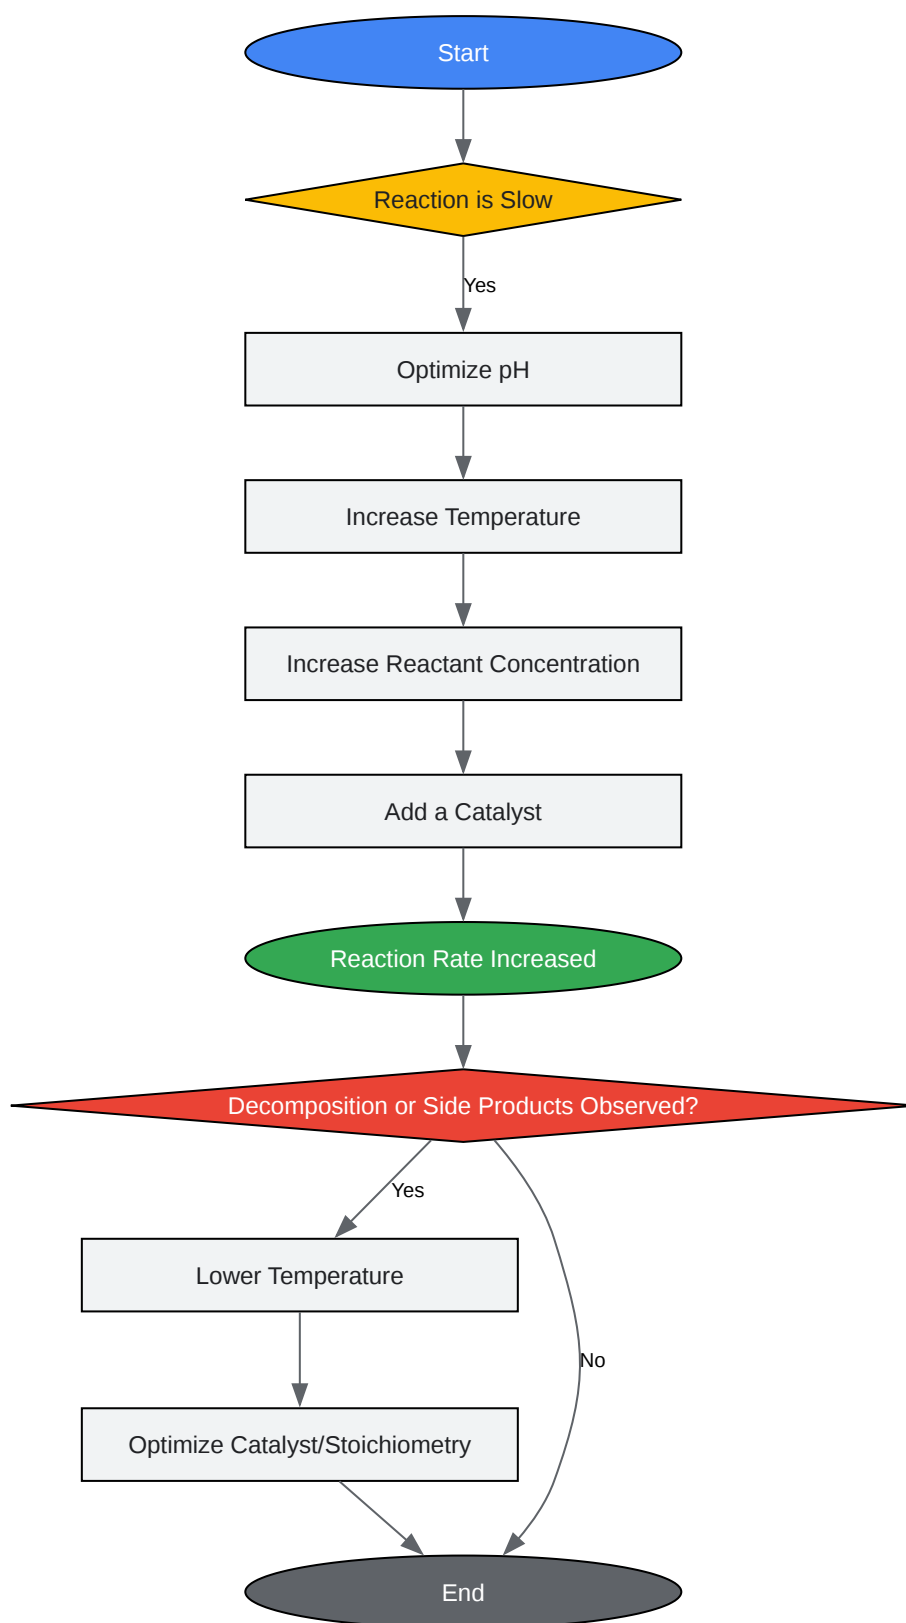 Start
Reaction is Slow
Yes
Optimize pH
Increase Temperature
Increase Reactant Concentration
Add a Catalyst
Reaction Rate Increased
Decomposition or Side Products Observed?
Yes
Lower Temperature
No
Optimize Catalyst/Stoichiometry
End